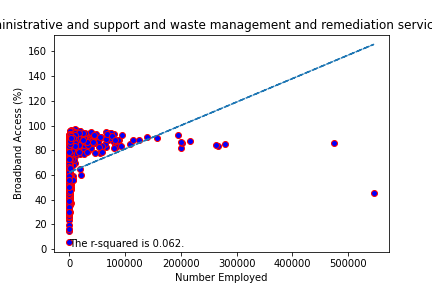 inistrative and support and waste management and remediation servic
160
140
120
100
80
60
40
20
0
Broadband Access (%)
The r-squared is 0.062.
0 100000 200000 300000 400000 500000
Number Employed